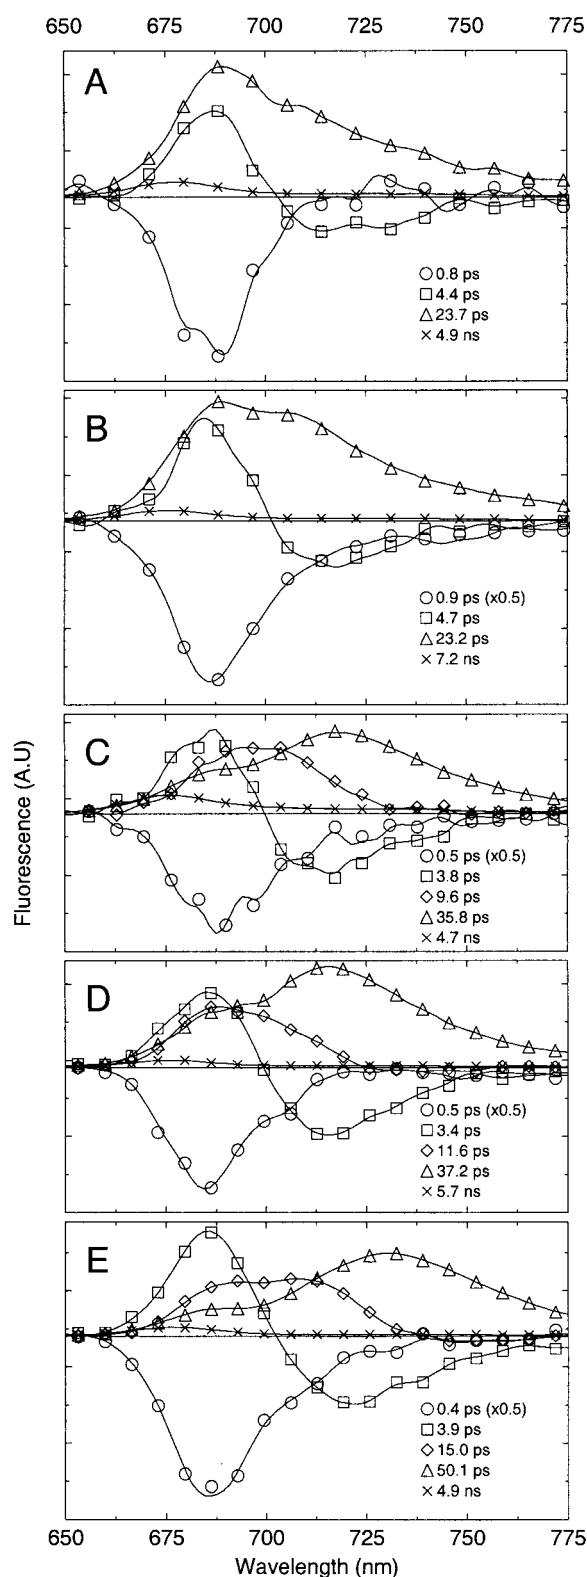 650 675 700 725 750 775
A
○ 0.8 ps
□ 4.4 ps
△ 23.7 ps
× 4.9 ns
B
○ 0.9 ps (x0.5)
□ 4.7 ps
△ 23.2 ps
× 7.2 ns
Fluorescence (A.U)
C
○ 0.5 ps (x0.5)
□ 3.8 ps
◇ 9.6 ps
△ 35.8 ps
× 4.7 ns
D
○ 0.5 ps (x0.5)
□ 3.4 ps
◇ 11.6 ps
△ 37.2 ps
× 5.7 ns
E
○ 0.4 ps (x0.5)
□ 3.9 ps
◇ 15.0 ps
△ 50.1 ps
× 4.9 ns
650 675 700 725 750 775
Wavelength (nm)